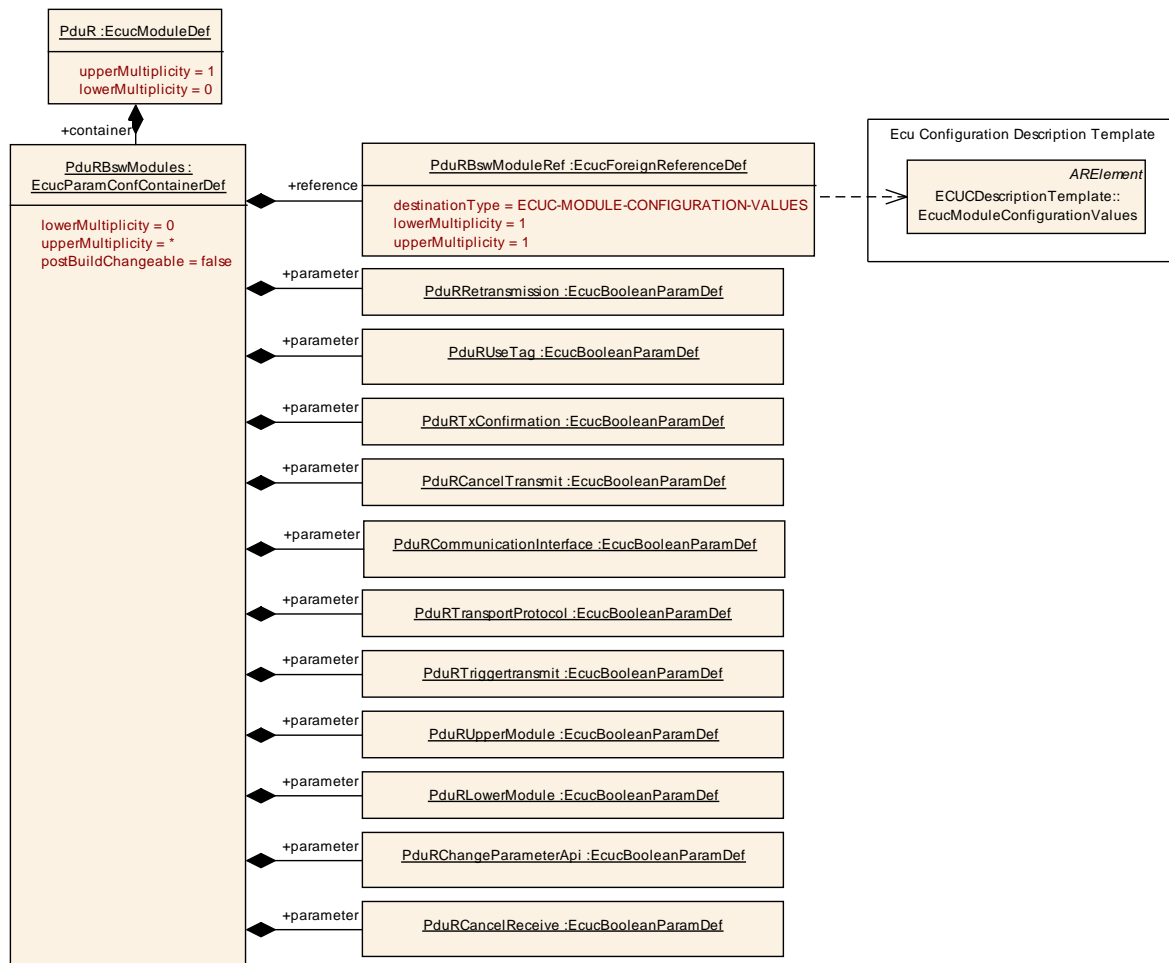 PduR :EcucModuleDef
upperMultiplicity = 1
lowerMultiplicity = 0
+container
PduRBswModules :
EcucParamConfContainerDef
lowerMultiplicity = 0
upperMultiplicity = *
postBuildChangeable = false
+reference
PduRBswModuleRef :EcucForeignReferenceDef
destinationType = ECUC-MODULE-CONFIGURATION-VALUES
lowerMultiplicity = 1
upperMultiplicity = 1
Ecu Configuration Description Template
ARElement
ECUCDescriptionTemplate::
EcucModuleConfigurationValues
+parameter
PduRRetransmission :EcucBooleanParamDef
+parameter
PduRUseTag :EcucBooleanParamDef
+parameter
PduRTxConfirmation :EcucBooleanParamDef
+parameter
PduRCancelTransmit :EcucBooleanParamDef
+parameter
PduRCommunicationInterface :EcucBooleanParamDef
+parameter
PduRTransportProtocol :EcucBooleanParamDef
+parameter
PduRTriggertransmit :EcucBooleanParamDef
+parameter
PduRUpperModule :EcucBooleanParamDef
+parameter
PduRLowerModule :EcucBooleanParamDef
+parameter
PduRChangeParameterApi :EcucBooleanParamDef
+parameter
PduRCancelReceive :EcucBooleanParamDef